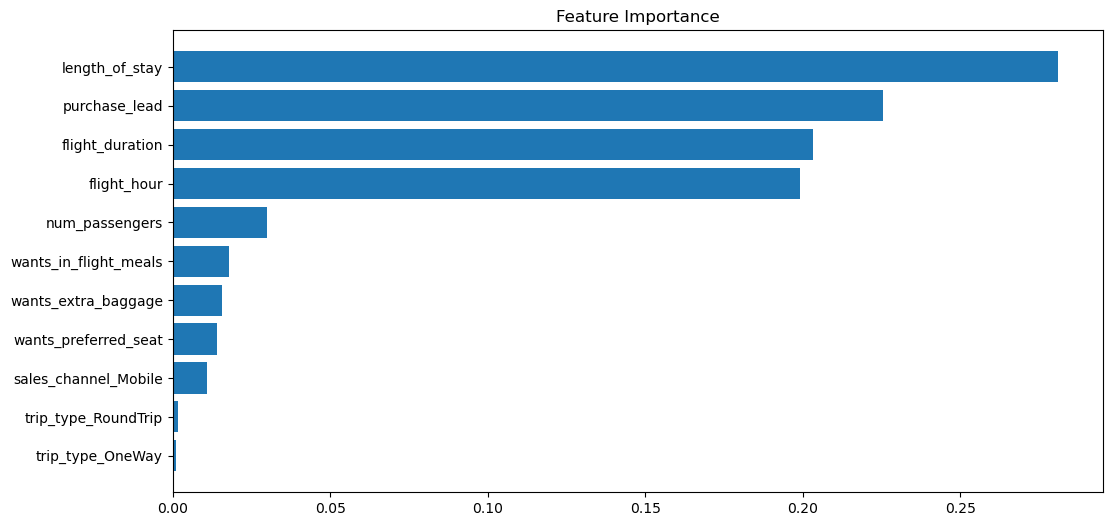 Feature Importance
length_of_stay
purchase_lead
flight_duration
flight_hour
num_passengers
wants_in_flight_meals
wants_extra_baggage
wants_preferred_seat
sales_channel_Mobile
trip_type_RoundTrip
trip_type_OneWay
0.00 0.05 0.10 0.15 0.20 0.25